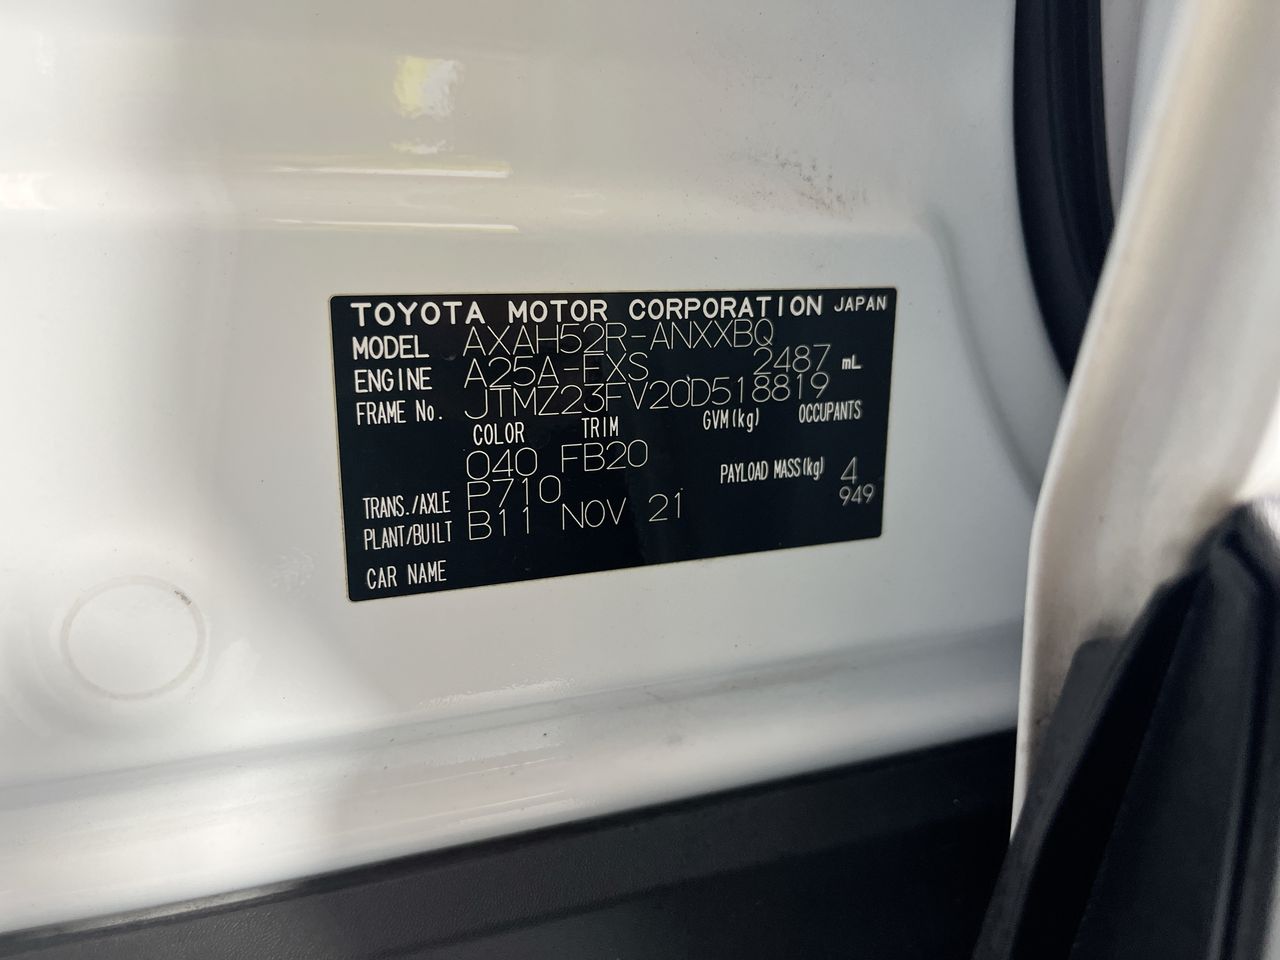 TOYOTA MOTOR CORPORATION JAPAN
MODEL AXAH52R-ANXXBQ
ENGINE A25A-EXS 2487 mL
FRAME No. JTMZ23FV20D518819
COLOR TRIM GVM(kg) OCCUPANTS
040 FB20
PAYLOAD MASS(kg) 4
TRANS./AXLE P710 949
PLANT/BUILT B11 NOV 21
CAR NAME